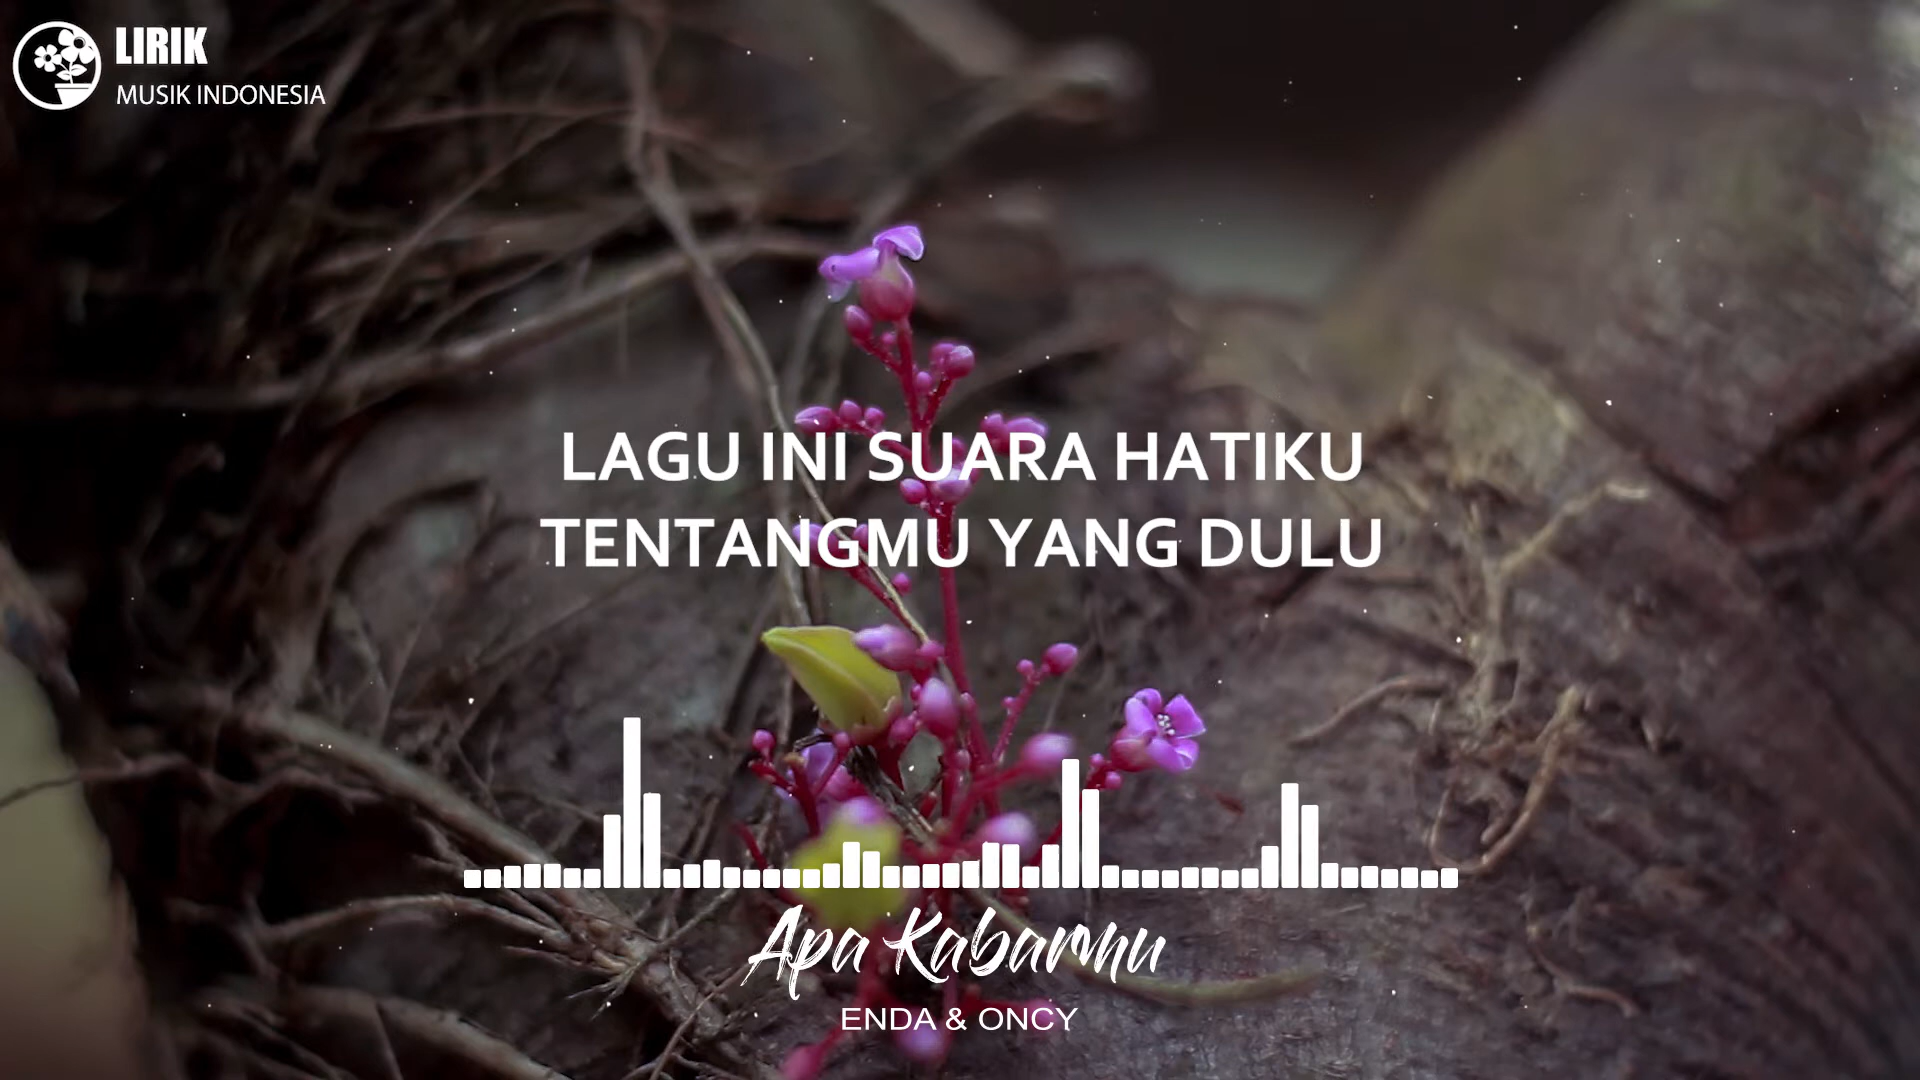 LIRIK
MUSIK INDONESIA
LAGU INI SUARA HATIKU
TENTANGMU YANG DULU
Apa Kabarmu
ENDA & ONCY